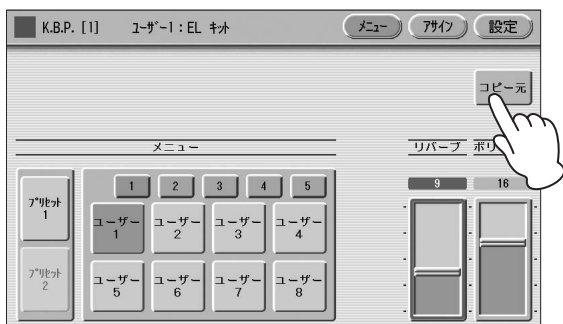 K.B.P. [1] ユーザー1:EL キット メニュー アサイン 設定
コピー元
メニュー リバーブ
9 16
プリセット
1
1 2 3 4 5
ユーザー
1
ユーザー
2
ユーザー
3
ユーザー
4
プリセット
2
ユーザー
5
ユーザー
6
ユーザー
7
ユーザー
8